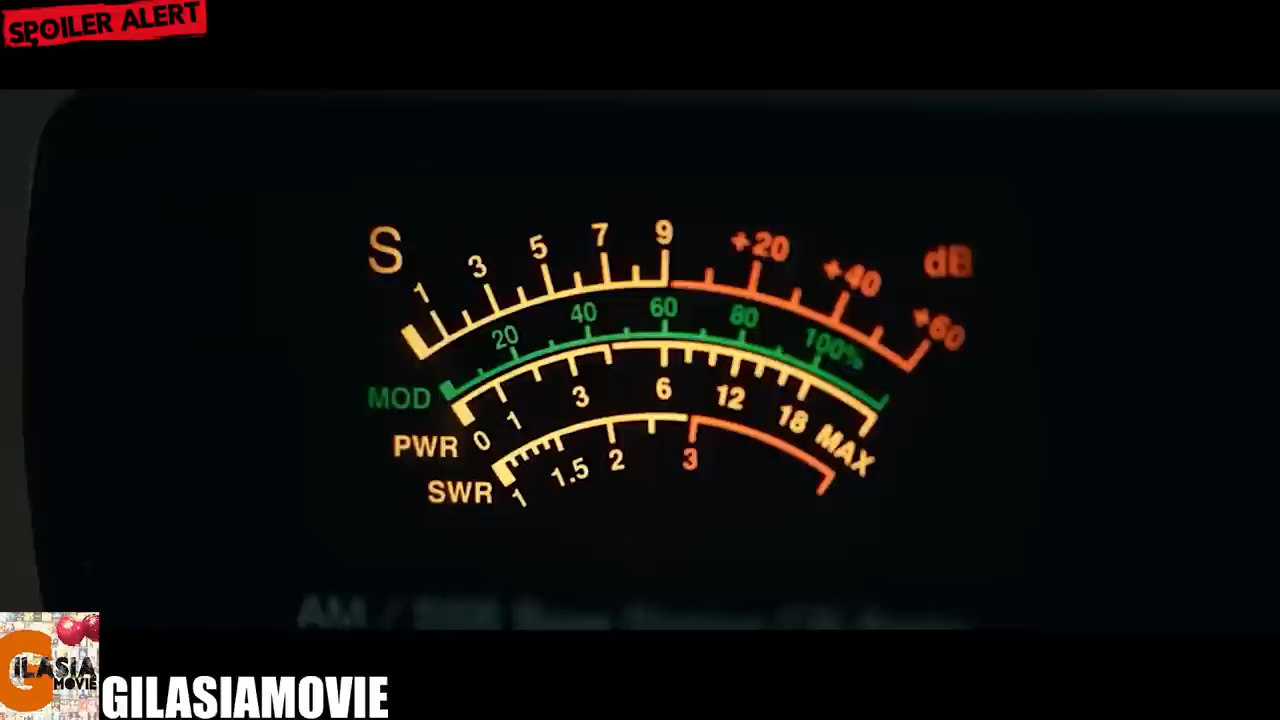 SPOILER ALERT
S 1 3 5 7 9 +20 +40 +60 dB
MOD 20 40 60 80 100%
PWR 0 1 3 6 12 18 MAX
SWR 1 1.5 2 3
AM /
GILASIA
MOVIE
GILASIAMOVIE